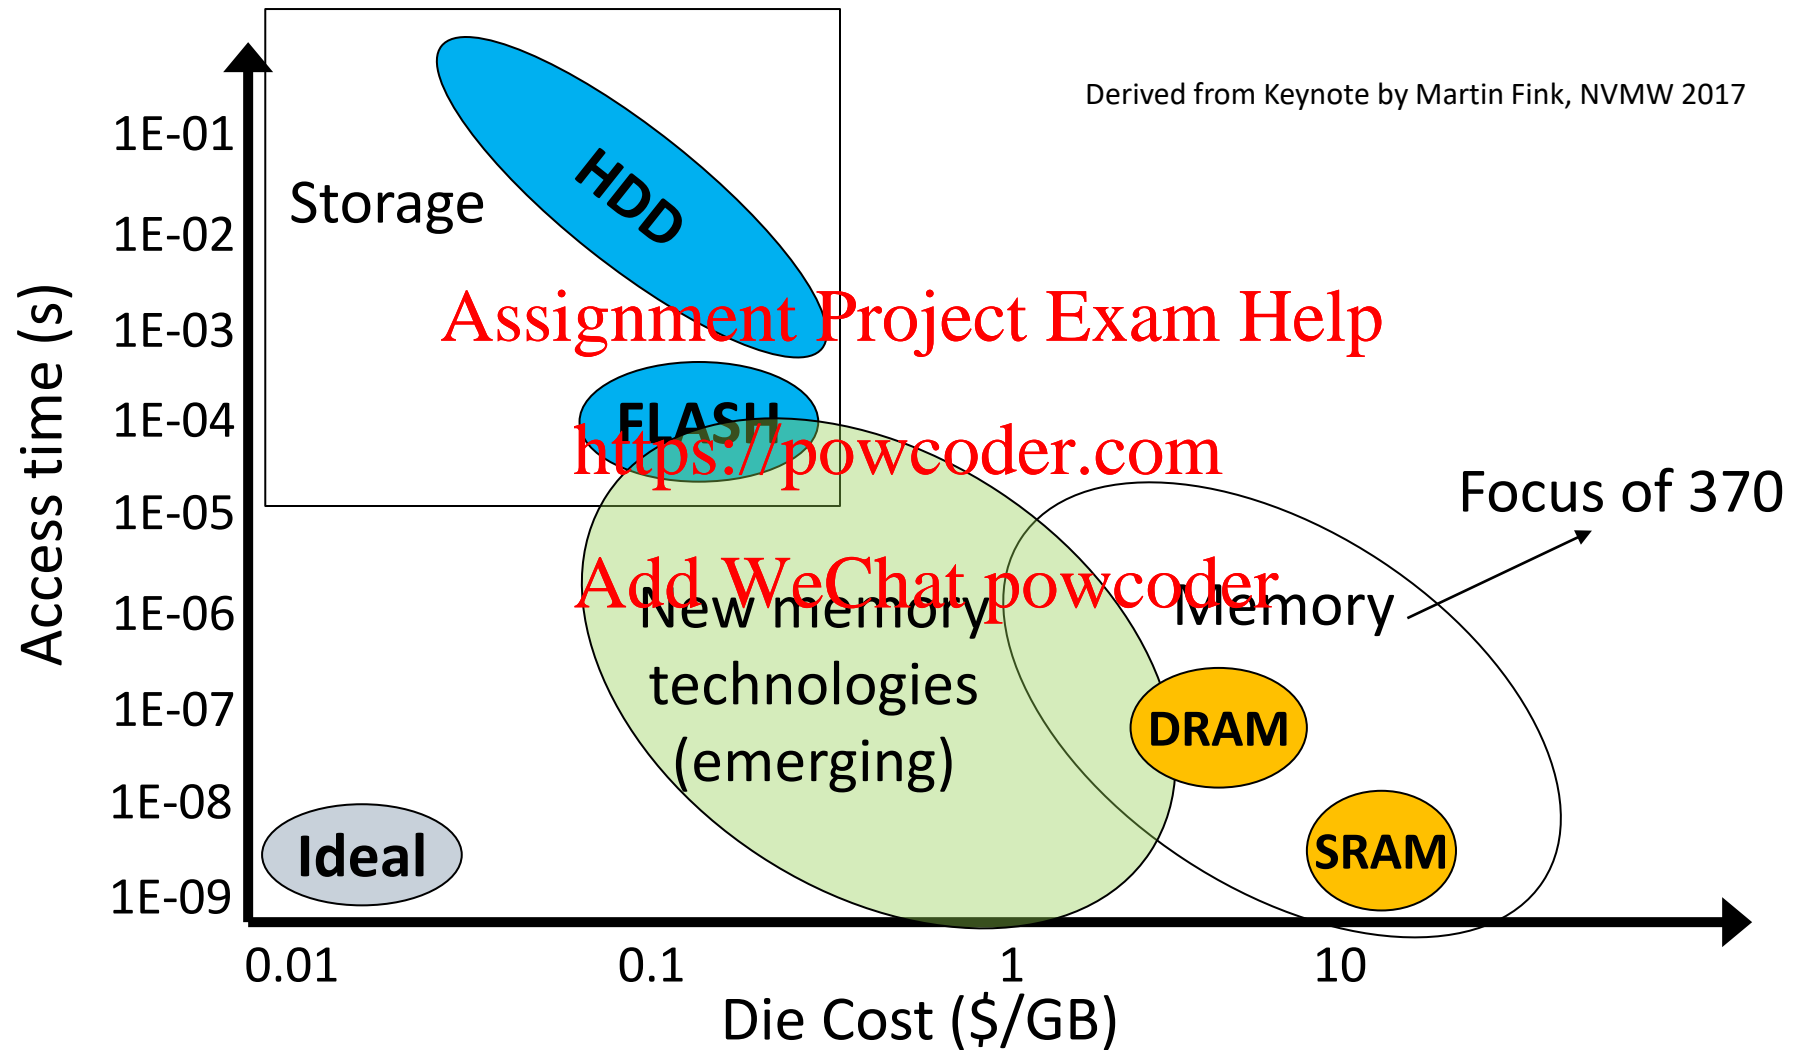 Derived from Keynote by Martin Fink, NVMW 2017
1E-01
1E-02
1E-03
1E-04
1E-05
1E-06
1E-07
1E-08
1E-09
Access time (s)
Storage
HDD
Assignment Project Exam Help
FLASH
https://powcoder.com
Focus of 370
Add WeChat powcoder
New memory
technologies
(emerging)
Memory
DRAM
SRAM
Ideal
0.01
0.1
1
10
Die Cost ($/GB)